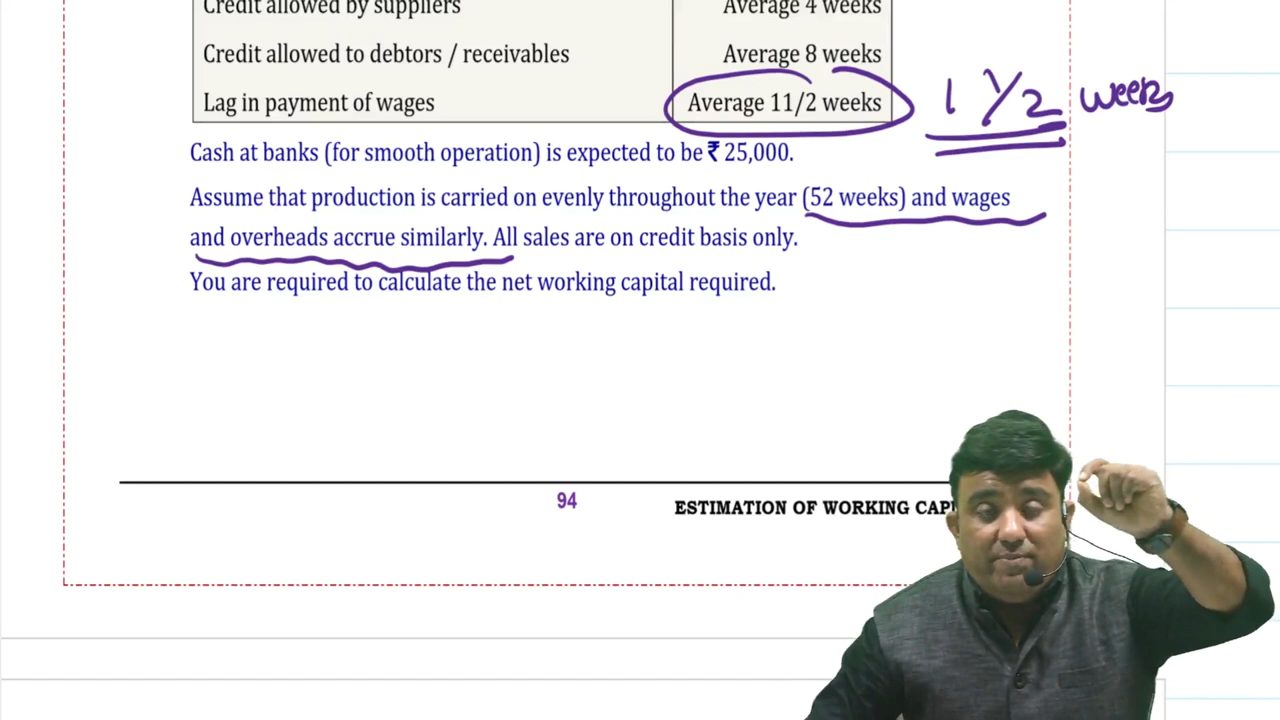 Credit allowed by suppliers Average 4 weeks
Credit allowed to debtors / receivables Average 8 weeks
Lag in payment of wages Average 11/2 weeks 1 1/2 weeks
Cash at banks (for smooth operation) is expected to be ₹ 25,000.
Assume that production is carried on evenly throughout the year (52 weeks) and wages
and overheads accrue similarly. All sales are on credit basis only.
You are required to calculate the net working capital required.
94 ESTIMATION OF WORKING CAP